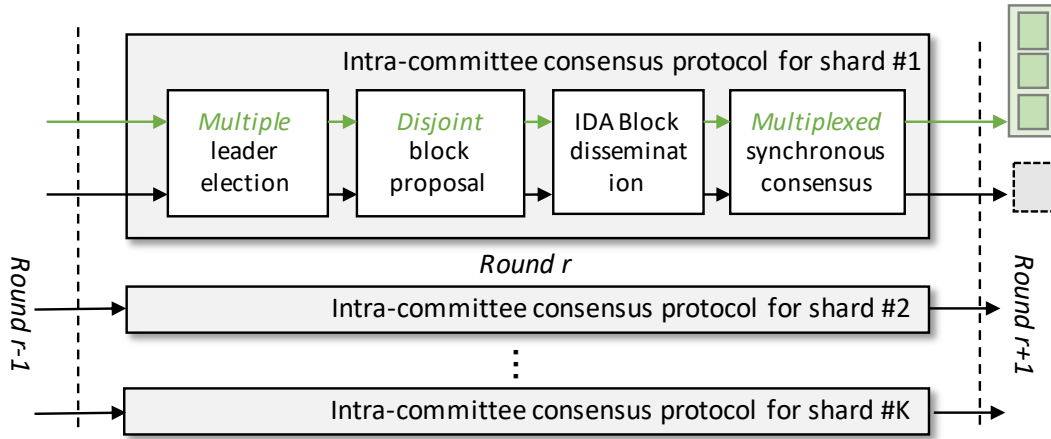 Intra-committee consensus protocol for shard #1
Multiple
leader
election
Disjoint
block
proposal
IDA Block
disseminat
ion
Multiplexed
synchronous
consensus
Round r
Round r-1
Round r+1
Intra-committee consensus protocol for shard #2
⋮
Intra-committee consensus protocol for shard #K